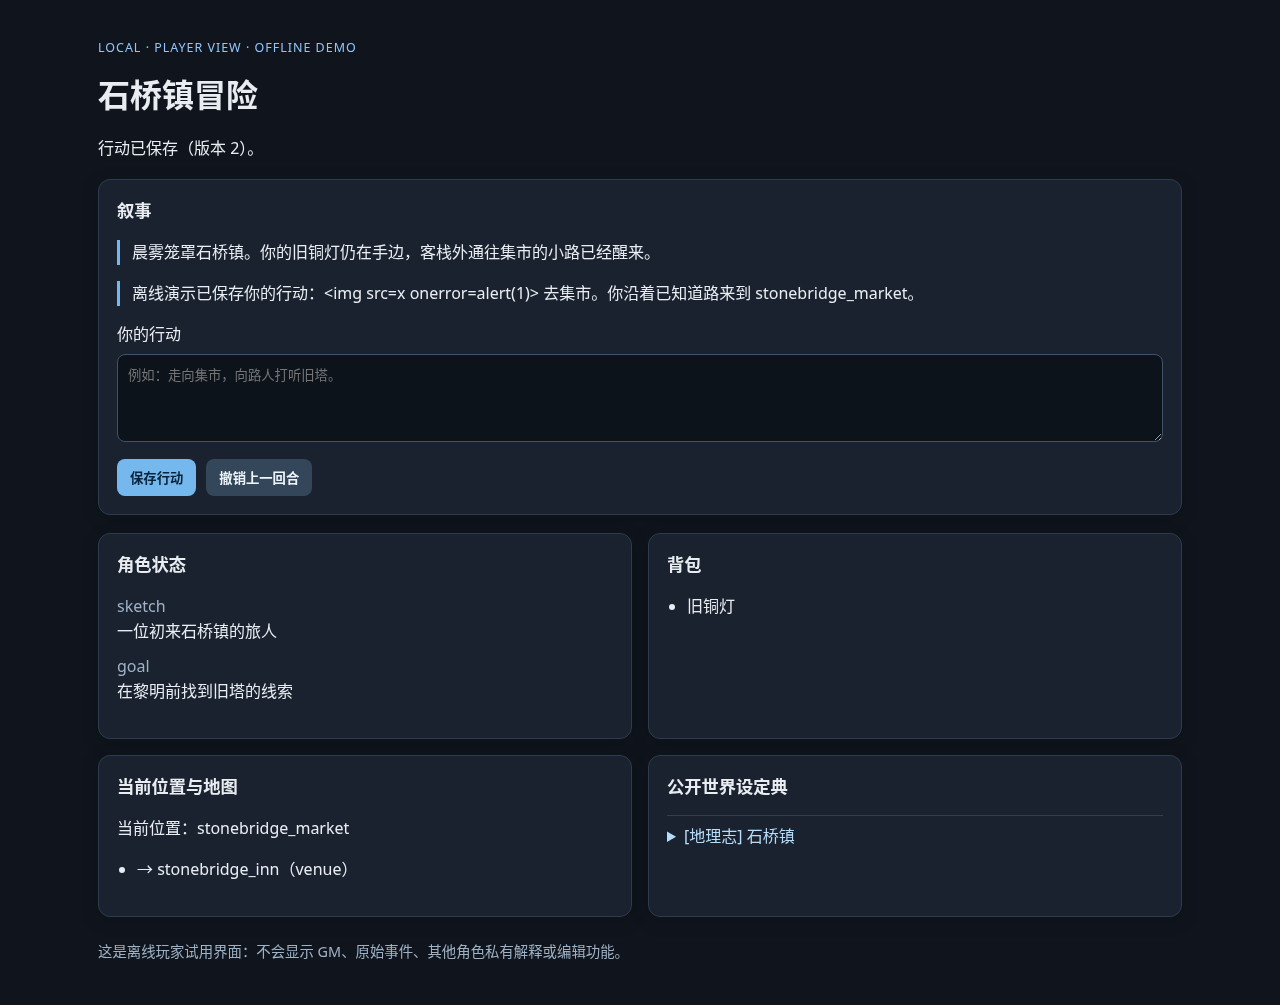 LOCAL · PLAYER VIEW · OFFLINE DEMO
石桥镇冒险
行动已保存（版本 2）。
叙事
晨雾笼罩石桥镇。你的旧铜灯仍在手边，客栈外通往集市的小路已经醒来。
离线演示已保存你的行动：<img src=x onerror=alert(1)> 去集市。你沿着已知道路来到 stonebridge_market。
你的行动
例如：走向集市，向路人打听旧塔。
保存行动
撤销上一回合
角色状态
sketch
一位初来石桥镇的旅人
goal
在黎明前找到旧塔的线索
背包
旧铜灯
当前位置与地图
当前位置：stonebridge_market
→ stonebridge_inn（venue）
公开世界设定典
[地理志] 石桥镇
这是离线玩家试用界面：不会显示 GM、原始事件、其他角色私有解释或编辑功能。